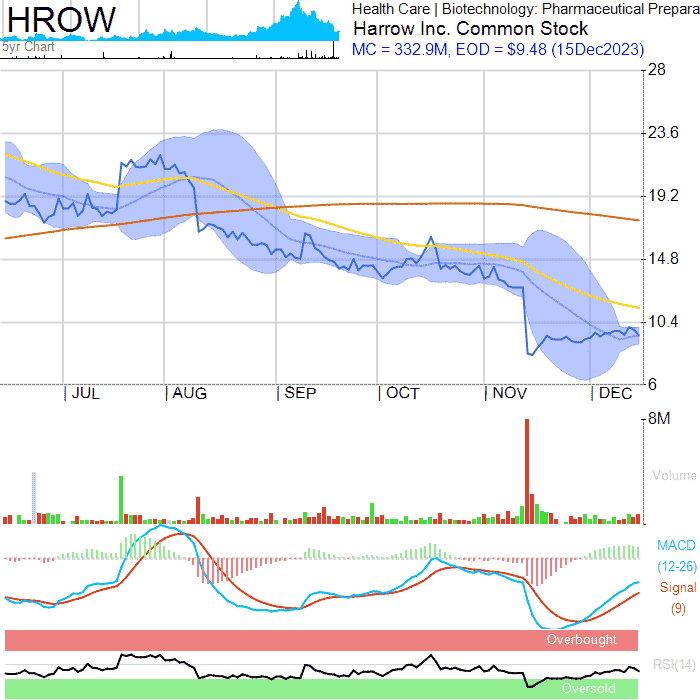 HROW
5yr Chart
Health Care | Biotechnology: Pharmaceutical Prepara
Harrow Inc. Common Stock
MC = 332.9M, EOD = $9.48 (15Dec2023)
28
23.6
19.2
14.8
10.4
6
JUL AUG SEP OCT NOV DEC
8M
Volume
MACD
(12-26)
Signal
(9)
Overbought
RSI(14)
Oversold